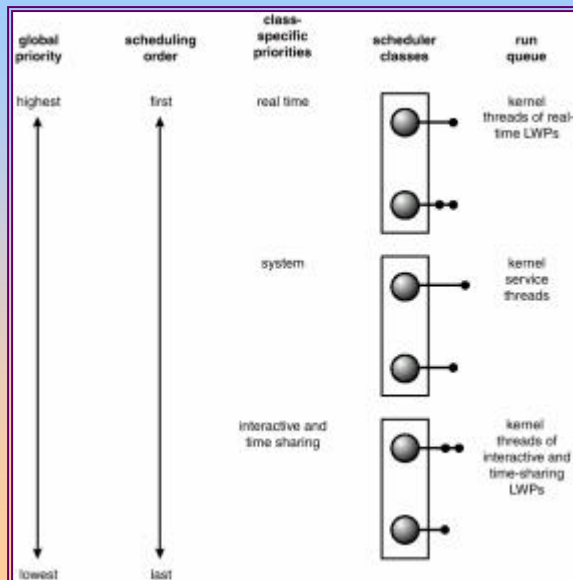 global
priority
scheduling
order
class-
specific
priorities
scheduler
classes
run
queue
highest
first
real time
kernel
threads of real-
time LWPs
system
kernel
service
threads
interactive and
time sharing
kernel
threads of
interactive and
time-sharing
LWPs
lowest
last